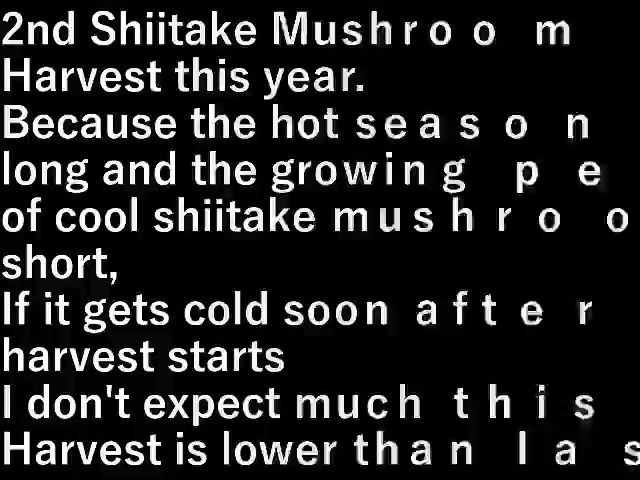 2nd Shiitake Mushroom
Harvest this year.
Because the hot season
long and the growing pe
of cool shiitake mushroo
short,
If it gets cold soon after
harvest starts
I don't expect much this
Harvest is lower than las